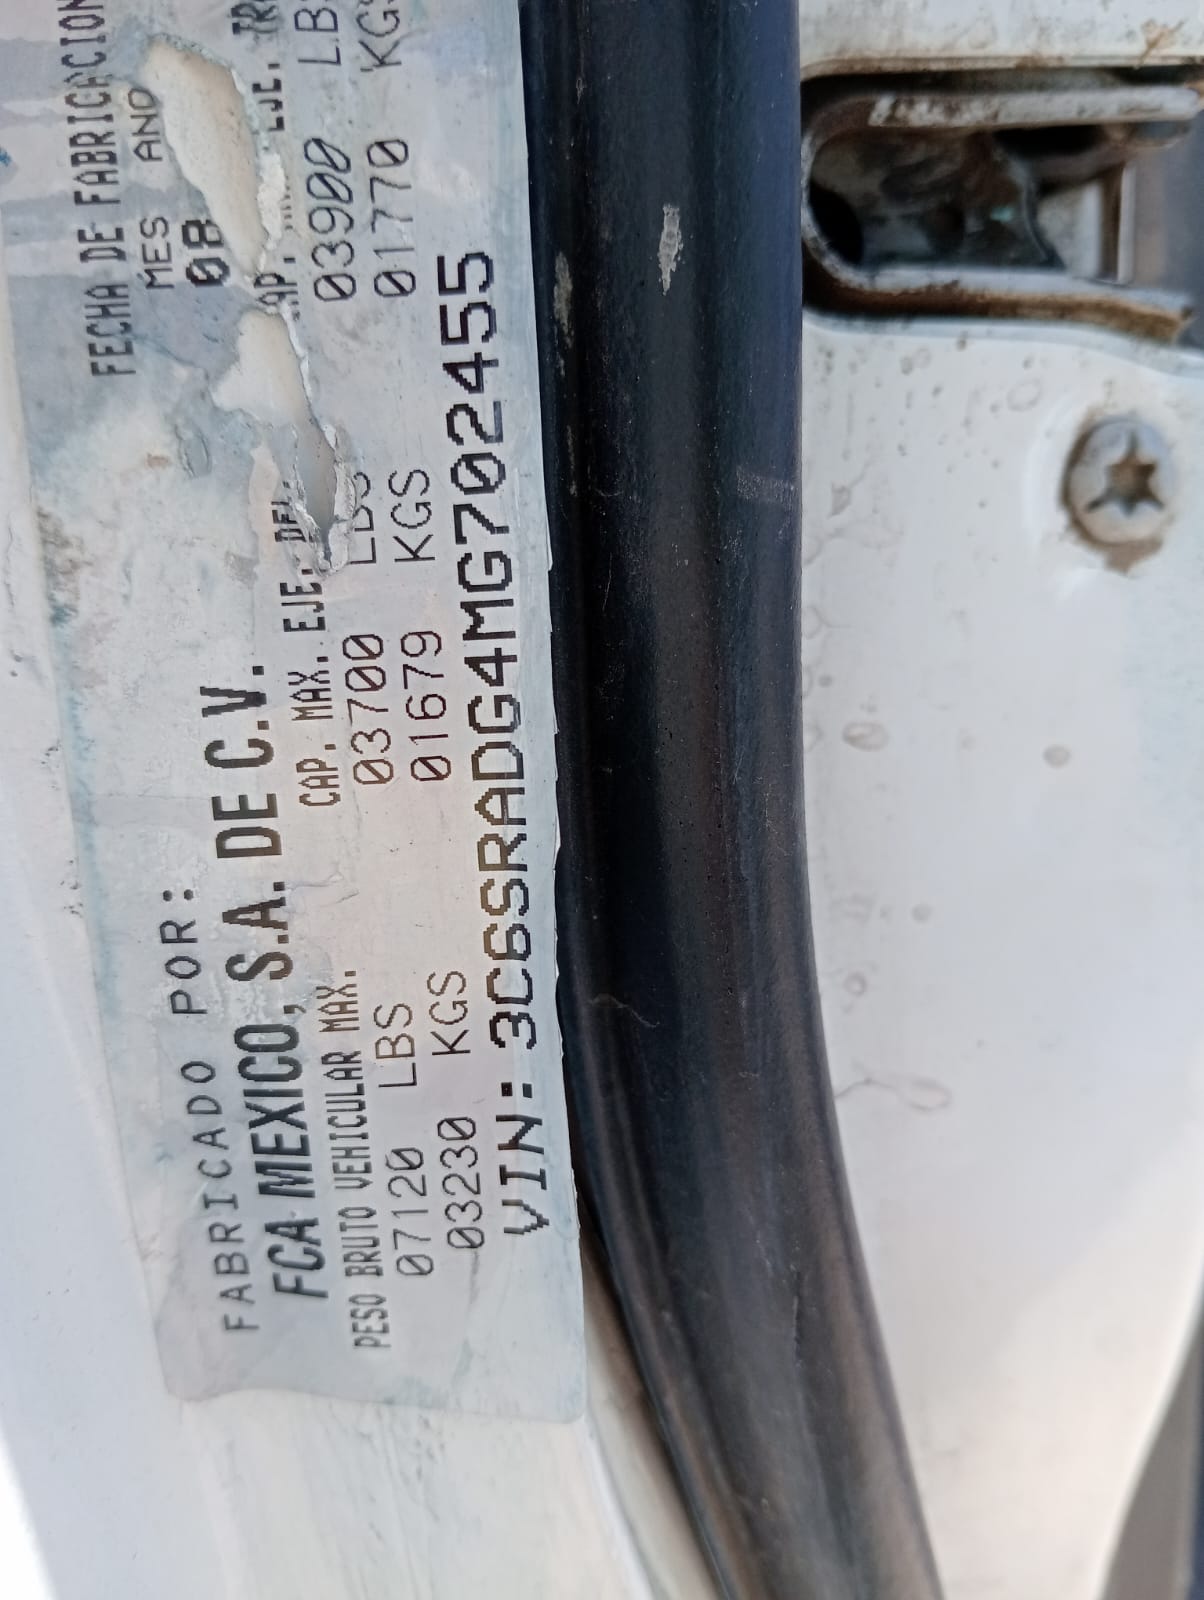 FABRICADO POR:
FCA MEXICO, S.A. DE C.V.
FECHA DE FABRICACION
MES AÑO
08
PESO BRUTO VEHICULAR MAX.
CAP. MAX. EJE. DEL.
07120 LBS 03700 LBS 03900 LBS
03230 KGS 01679 KGS 01770 KGS
VIN: 3C6SRADG4MG702455